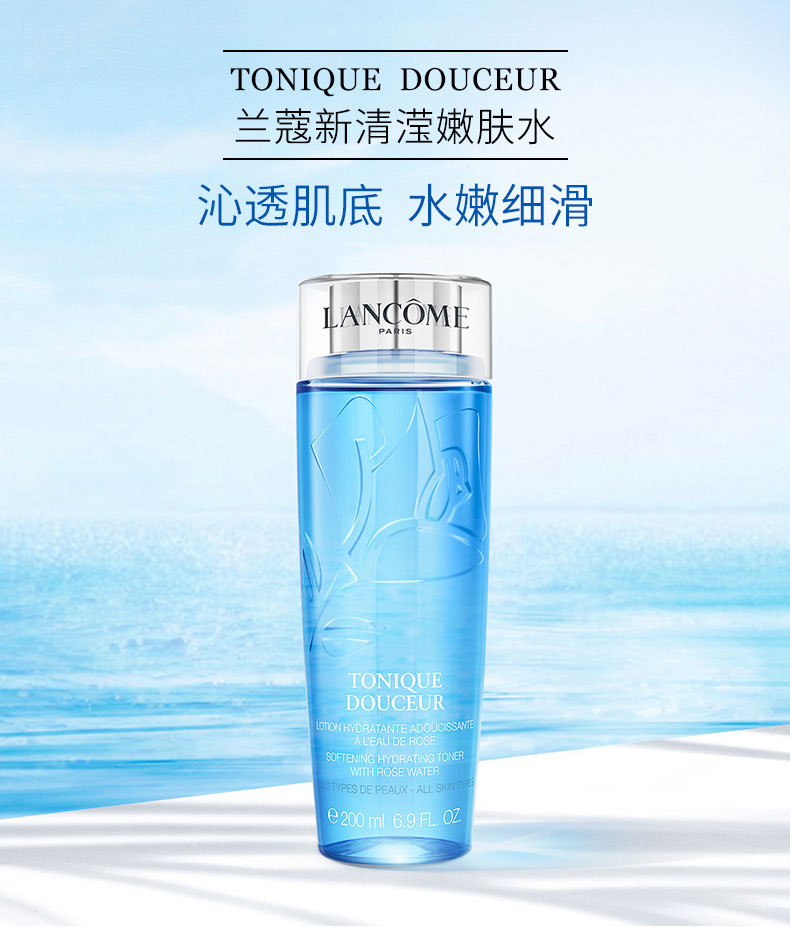 TONIQUE DOUCEUR
兰蔻新清滢嫩肤水
沁透肌底 水嫩细滑
LANCÔME
PARIS
TONIQUE
DOUCEUR
LOTION HYDRATANTE ADOUCISSANTE
À L'EAU DE ROSE
SOFTENING HYDRATING TONER
WITH ROSE WATER
TYPES DE PEAUX - ALL SKIN TYPES
e 200 ml 6.9 FL. OZ.